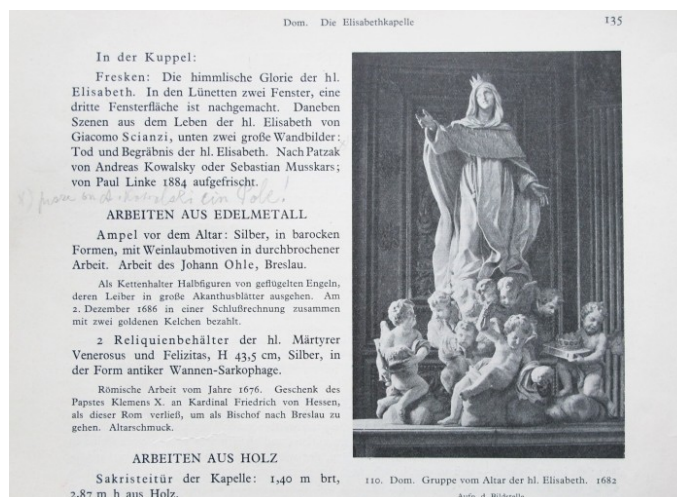 Dom. Die Elisabethkapelle
135
In der Kuppel:
Fresken: Die himmlische Glorie der hl.
Elisabeth. In den Lünetten zwei Fenster, eine
dritte Fensterfläche ist nachgemacht. Daneben
Szenen aus dem Leben der hl. Elisabeth von
Giacomo Scianzi, unten zwei große Wandbilder:
Tod und Begräbnis der hl. Elisabeth. Nach Patzak
von Andreas Kowalsky oder Sebastian Musskars;
von Paul Linke 1884 aufgefrischt.
ein Pole!
ARBEITEN AUS EDELMETALL
Ampel vor dem Altar: Silber, in barocken
Formen, mit Weinlaubmotiven in durchbrochener
Arbeit. Arbeit des Johann Ohle, Breslau.
Als Kettenhalter Halbfiguren von geflügelten Engeln,
deren Leiber in große Akanthusblätter ausgehen. Am
2. Dezember 1686 in einer Schlußrechnung zusammen
mit zwei goldenen Kelchen bezahlt.
2 Reliquienbehälter der hl. Märtyrer
Venerosus und Felizitas, H 43,5 cm, Silber, in
der Form antiker Wannen-Sarkophage.
Römische Arbeit vom Jahre 1676. Geschenk des
Papstes Klemens X. an Kardinal Friedrich von Hessen,
als dieser Rom verließ, um als Bischof nach Breslau zu
gehen. Altarschmuck.
ARBEITEN AUS HOLZ
Sakristeitür der Kapelle: 1,40 m brt,
2,87 m h aus Holz.
110. Dom. Gruppe vom Altar der hl. Elisabeth. 1682
Aufn. d. Bildstelle